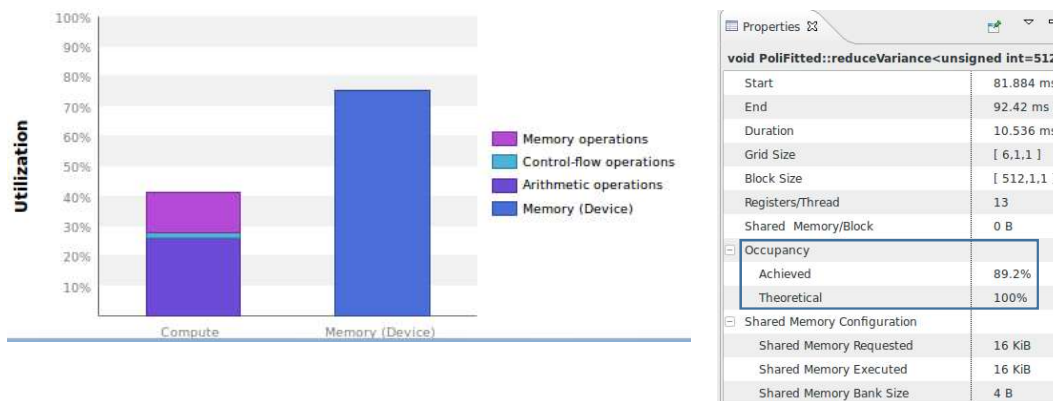 100%
90%
80%
70%
60%
50%
40%
30%
20%
10%
Utilization
Compute
Memory (Device)
Memory operations
Control-flow operations
Arithmetic operations
Memory (Device)
Properties
void PoliFitted::reduceVariance<unsigned int=512
Start 81.884 ms
End 92.42 ms
Duration 10.536 ms
Grid Size [ 6,1,1 ]
Block Size [ 512,1,1
Registers/Thread 13
Shared Memory/Block 0 B
Occupancy
Achieved 89.2%
Theoretical 100%
Shared Memory Configuration
Shared Memory Requested 16 KiB
Shared Memory Executed 16 KiB
Shared Memory Bank Size 4 B